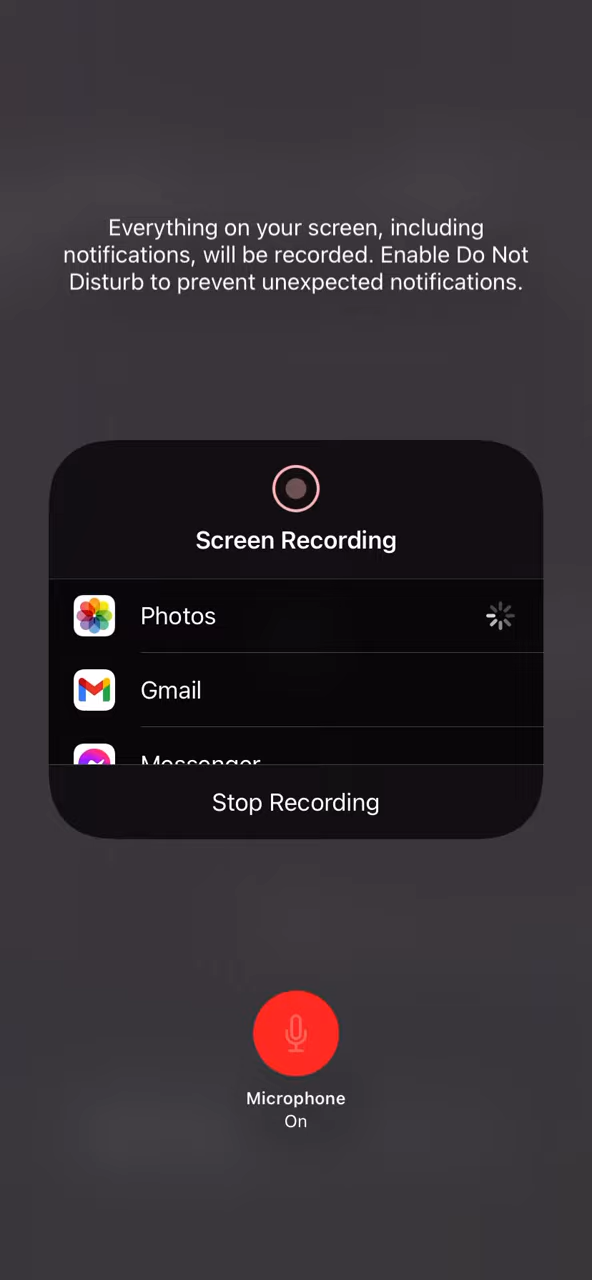 Everything on your screen, including
notifications, will be recorded. Enable Do Not
Disturb to prevent unexpected notifications.
Screen Recording
Photos
Gmail
Messenger
Stop Recording
Microphone
On